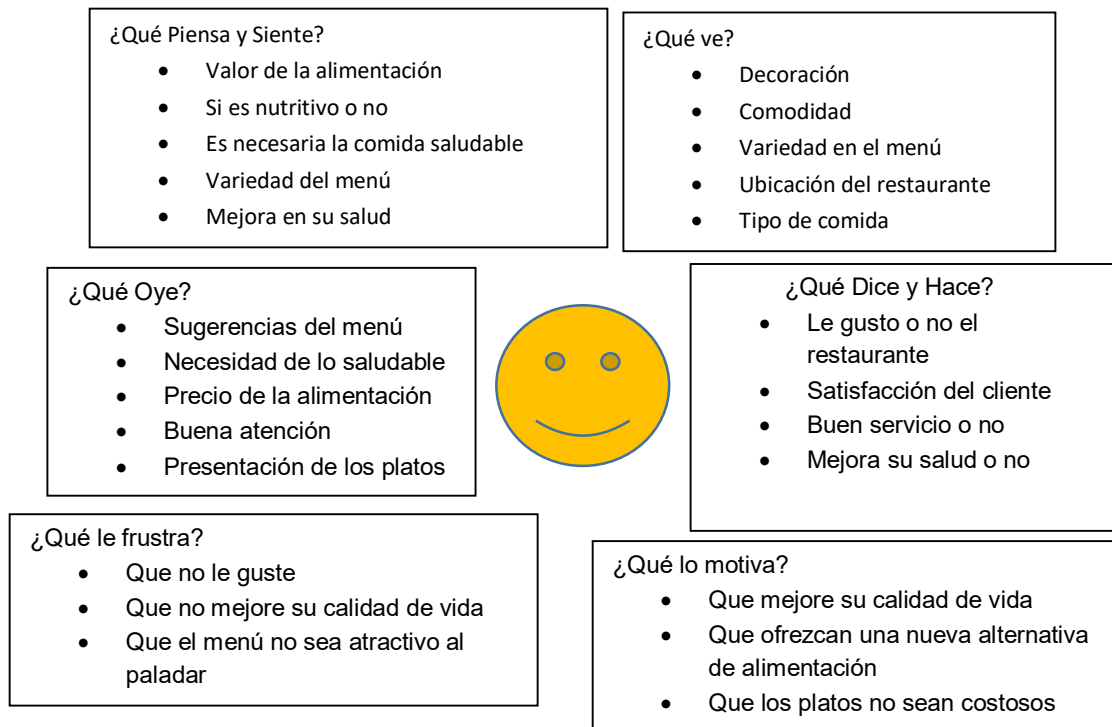 ¿Qué Piensa y Siente?
• Valor de la alimentación
• Si es nutritivo o no
• Es necesaria la comida saludable
• Variedad del menú
• Mejora en su salud
¿Qué ve?
• Decoración
• Comodidad
• Variedad en el menú
• Ubicación del restaurante
• Tipo de comida
¿Qué Oye?
• Sugerencias del menú
• Necesidad de lo saludable
• Precio de la alimentación
• Buena atención
• Presentación de los platos
¿Qué Dice y Hace?
• Le gusto o no el
restaurante
• Satisfacción del cliente
• Buen servicio o no
• Mejora su salud o no
¿Qué le frustra?
• Que no le guste
• Que no mejore su calidad de vida
• Que el menú no sea atractivo al
paladar
¿Qué lo motiva?
• Que mejore su calidad de vida
• Que ofrezcan una nueva alternativa
de alimentación
• Que los platos no sean costosos